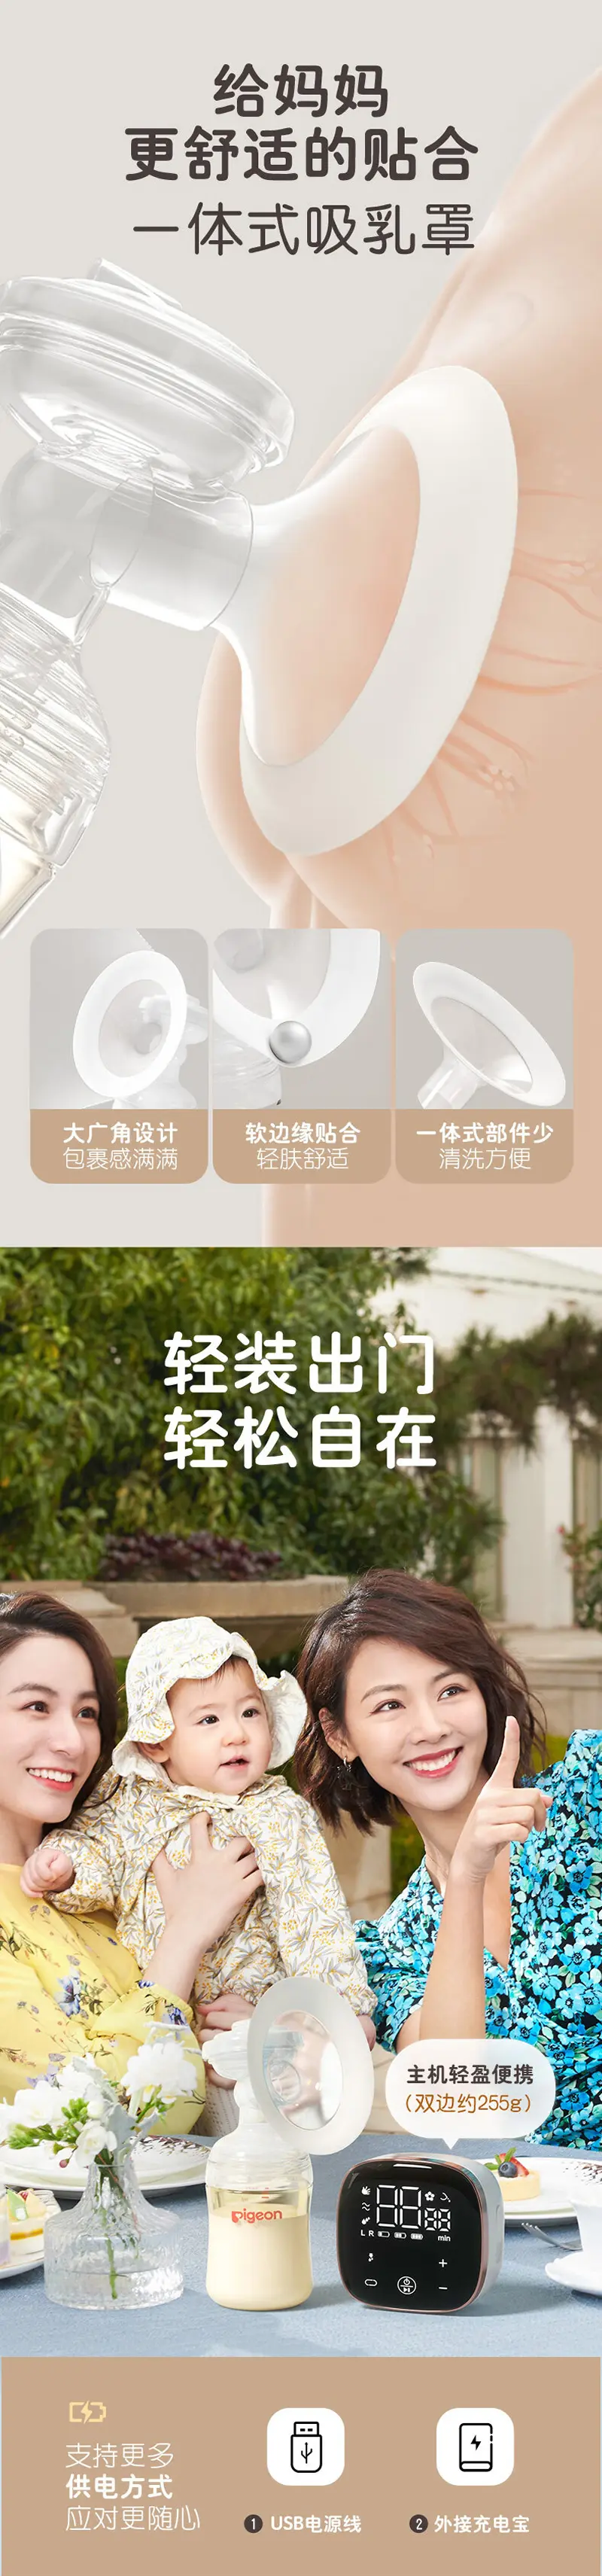 给妈妈
更舒适的贴合
一体式吸乳罩
大广角设计
包裹感满满
软边缘贴合
轻肤舒适
一体式部件少
清洗方便
轻装出门
轻松自在
主机轻盈便携
（双边约255g）
Pigeon
88 88
L R
min
+
−
支持更多
供电方式
应对更随心
1 USB电源线
2 外接充电宝